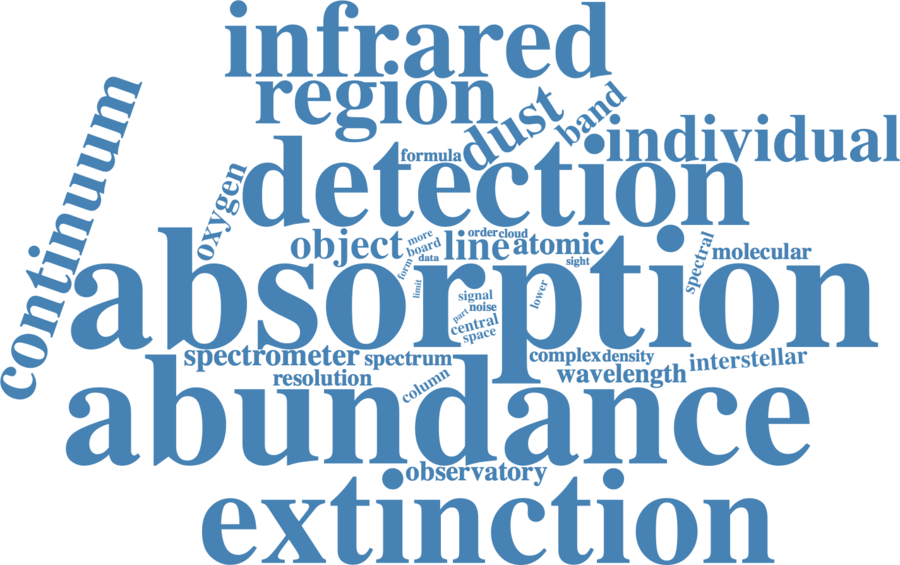 infrared
region
continuum
dust
band
individual
detection
formula
oxygen
object
more
board
data
form
limit
line
order
cloud
atomic
sight
spectral
molecular
absorption
signal
noise
part
central
space
lower
spectrometer
spectrum
resolution
column
complex
density
wavelength
interstellar
abundance
observatory
extinction